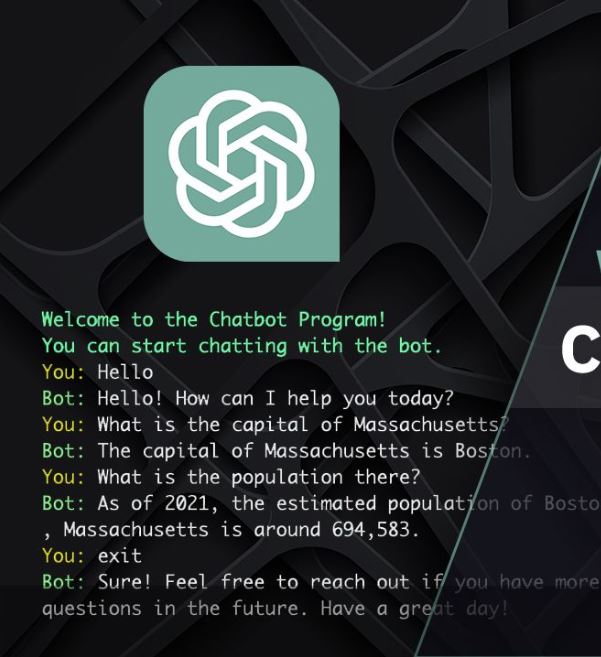 Welcome to the Chatbot Program!
You can start chatting with the bot.
You: Hello
Bot: Hello! How can I help you today?
You: What is the capital of Massachusetts?
Bot: The capital of Massachusetts is Boston.
You: What is the population there?
Bot: As of 2021, the estimated population of Bosto
, Massachusetts is around 694,583.
You: exit
Bot: Sure! Feel free to reach out if you have more
questions in the future. Have a great day!
C